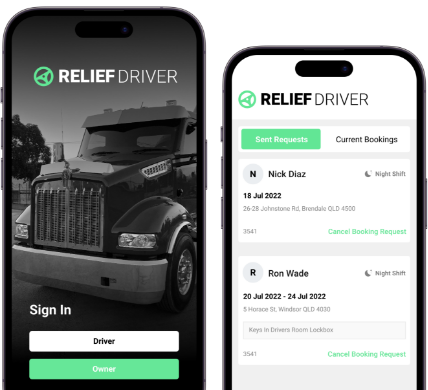 RELIEF DRIVER
Sign In
Driver
Owner
RELIEF DRIVER
Sent Requests
Current Bookings
N
Nick Diaz
Night Shift
18 Jul 2022
26-28 Johnstone Rd, Brendale QLD 4500
3541
Cancel Booking Request
R
Ron Wade
Night Shift
20 Jul 2022 - 24 Jul 2022
5 Horace St, Windsor QLD 4030
Keys In Drivers Room Lockbox
3541
Cancel Booking Request